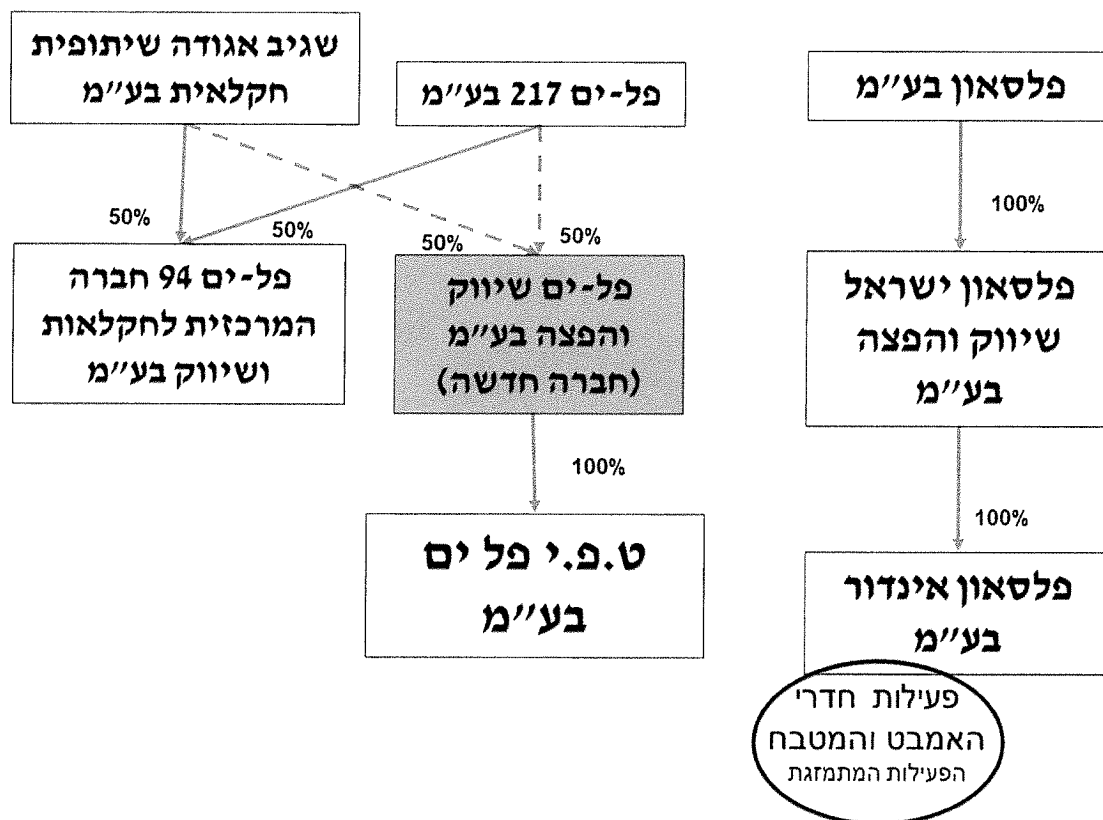 שגיב אגודה שיתופית
חקלאית בע״מ
פל-ים 217 בע״מ
פלסאון בע״מ
50%
50%
50%
50%
100%
פל-ים 94 חברה
המרכזית לחקלאות
ושיווק בע״מ
פל-ים שיווק
והפצה בע״מ
(חברה חדשה)
פלסאון ישראל
שיווק והפצה
בע״מ
100%
100%
ט.פ.י פל ים
בע״מ
פלסאון אינדור
בע״מ
פעילות חדרי
האמבט והמטבח
הפעילות המתמזגת